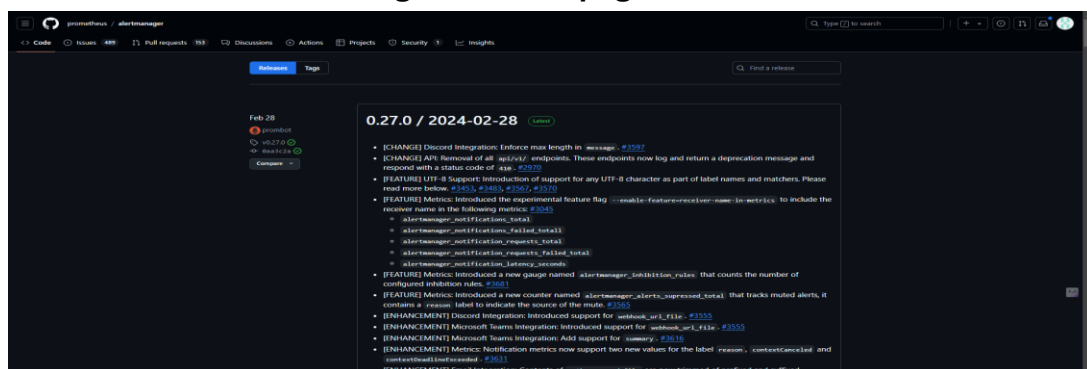 prometheus / alertmanager
Type / to search
Code Issues 489 Pull requests 153 Discussions Actions Projects Security 1 Insights
Releases Tags
Find a release
Feb 28
prombot
v0.27.0
0aa3c2a
Compare
0.27.0 / 2024-02-28 Latest
[CHANGE] Discord Integration: Enforce max length in message. #3597
[CHANGE] API: Removal of all api/v1/ endpoints. These endpoints now log and return a deprecation message and
respond with a status code of 410. #2970
[FEATURE] UTF-8 Support: Introduction of support for any UTF-8 character as part of label names and matchers. Please
read more below. #3453, #3483, #3567, #3570
[FEATURE] Metrics: Introduced the experimental feature flag --enable-feature=receiver-name-in-metrics to include the
receiver name in the following metrics: #3045
alertmanager_notifications_total
alertmanager_notifications_failed_totall
alertmanager_notification_requests_total
alertmanager_notification_requests_failed_total
alertmanager_notification_latency_seconds
[FEATURE] Metrics: Introduced a new gauge named alertmanager_inhibition_rules that counts the number of
configured inhibition rules. #3681
[FEATURE] Metrics: Introduced a new counter named alertmanager_alerts_supressed_total that tracks muted alerts, it
contains a reason label to indicate the source of the mute. #3565
[ENHANCEMENT] Discord Integration: Introduced support for webhook_url_file. #3555
[ENHANCEMENT] Microsoft Teams Integration: Introduced support for webhook_url_file. #3555
[ENHANCEMENT] Microsoft Teams Integration: Add support for summary. #3616
[ENHANCEMENT] Metrics: Notification metrics now support two new values for the label reason, contextCanceled and
contextDeadlineExceeded. #3631